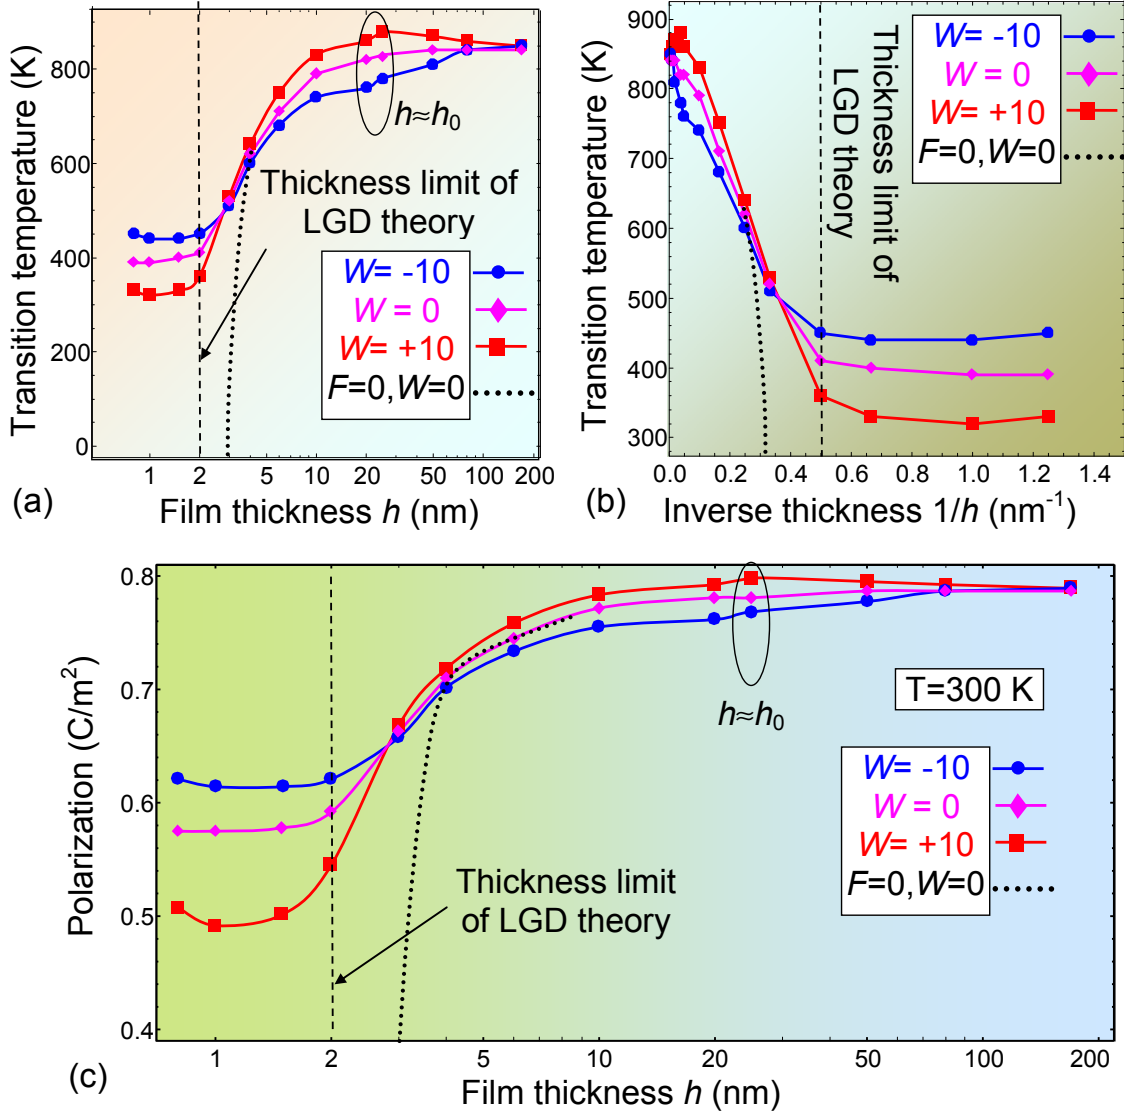 Transition temperature (K)
800
600
400
200
0
1
2
5
10
20
50
100
200
Film thickness h (nm)
(a)
h≈h₀
Thickness limit of
LGD theory
W= -10
W = 0
W= +10
F=0,W=0
Transition temperature (K)
900
800
700
600
500
400
300
0.0
0.2
0.4
0.6
0.8
1.0
1.2
1.4
Inverse thickness 1/h (nm⁻¹)
(b)
Thickness limit of
LGD theory
W= -10
W = 0
W= +10
F=0,W=0
Polarization (C/m²)
0.8
0.7
0.6
0.5
0.4
1
2
5
10
20
50
100
200
Film thickness h (nm)
(c)
h≈h₀
T=300 K
Thickness limit
of LGD theory
W= -10
W = 0
W= +10
F=0,W=0